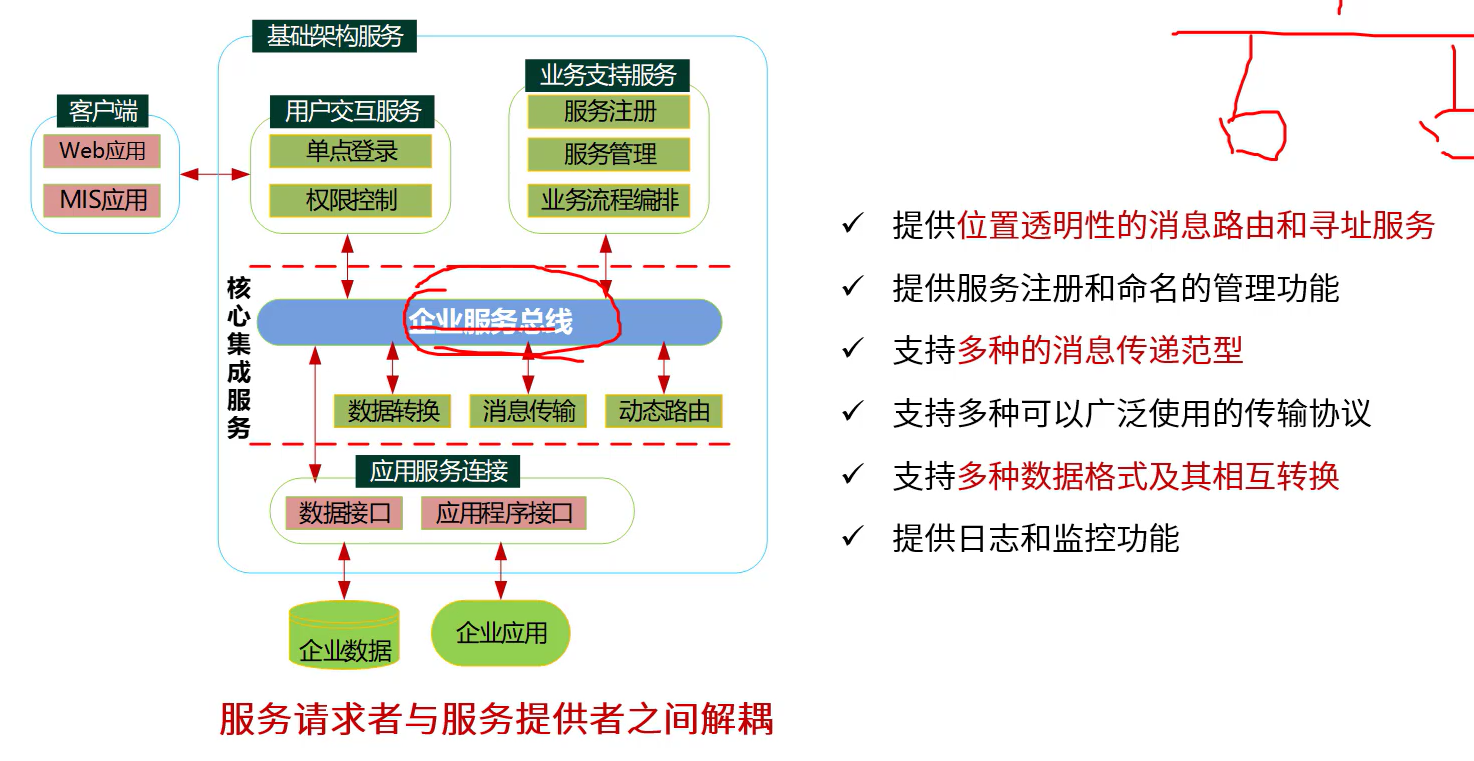 基础架构服务
客户端
Web应用
MIS应用
用户交互服务
单点登录
权限控制
业务支持服务
服务注册
服务管理
业务流程编排
核心集成服务
企业服务总线
数据转换
消息传输
动态路由
应用服务连接
数据接口
应用程序接口
企业数据
企业应用
服务请求者与服务提供者之间解耦
✓ 提供位置透明性的消息路由和寻址服务
✓ 提供服务注册和命名的管理功能
✓ 支持多种的消息传递范型
✓ 支持多种可以广泛使用的传输协议
✓ 支持多种数据格式及其相互转换
✓ 提供日志和监控功能